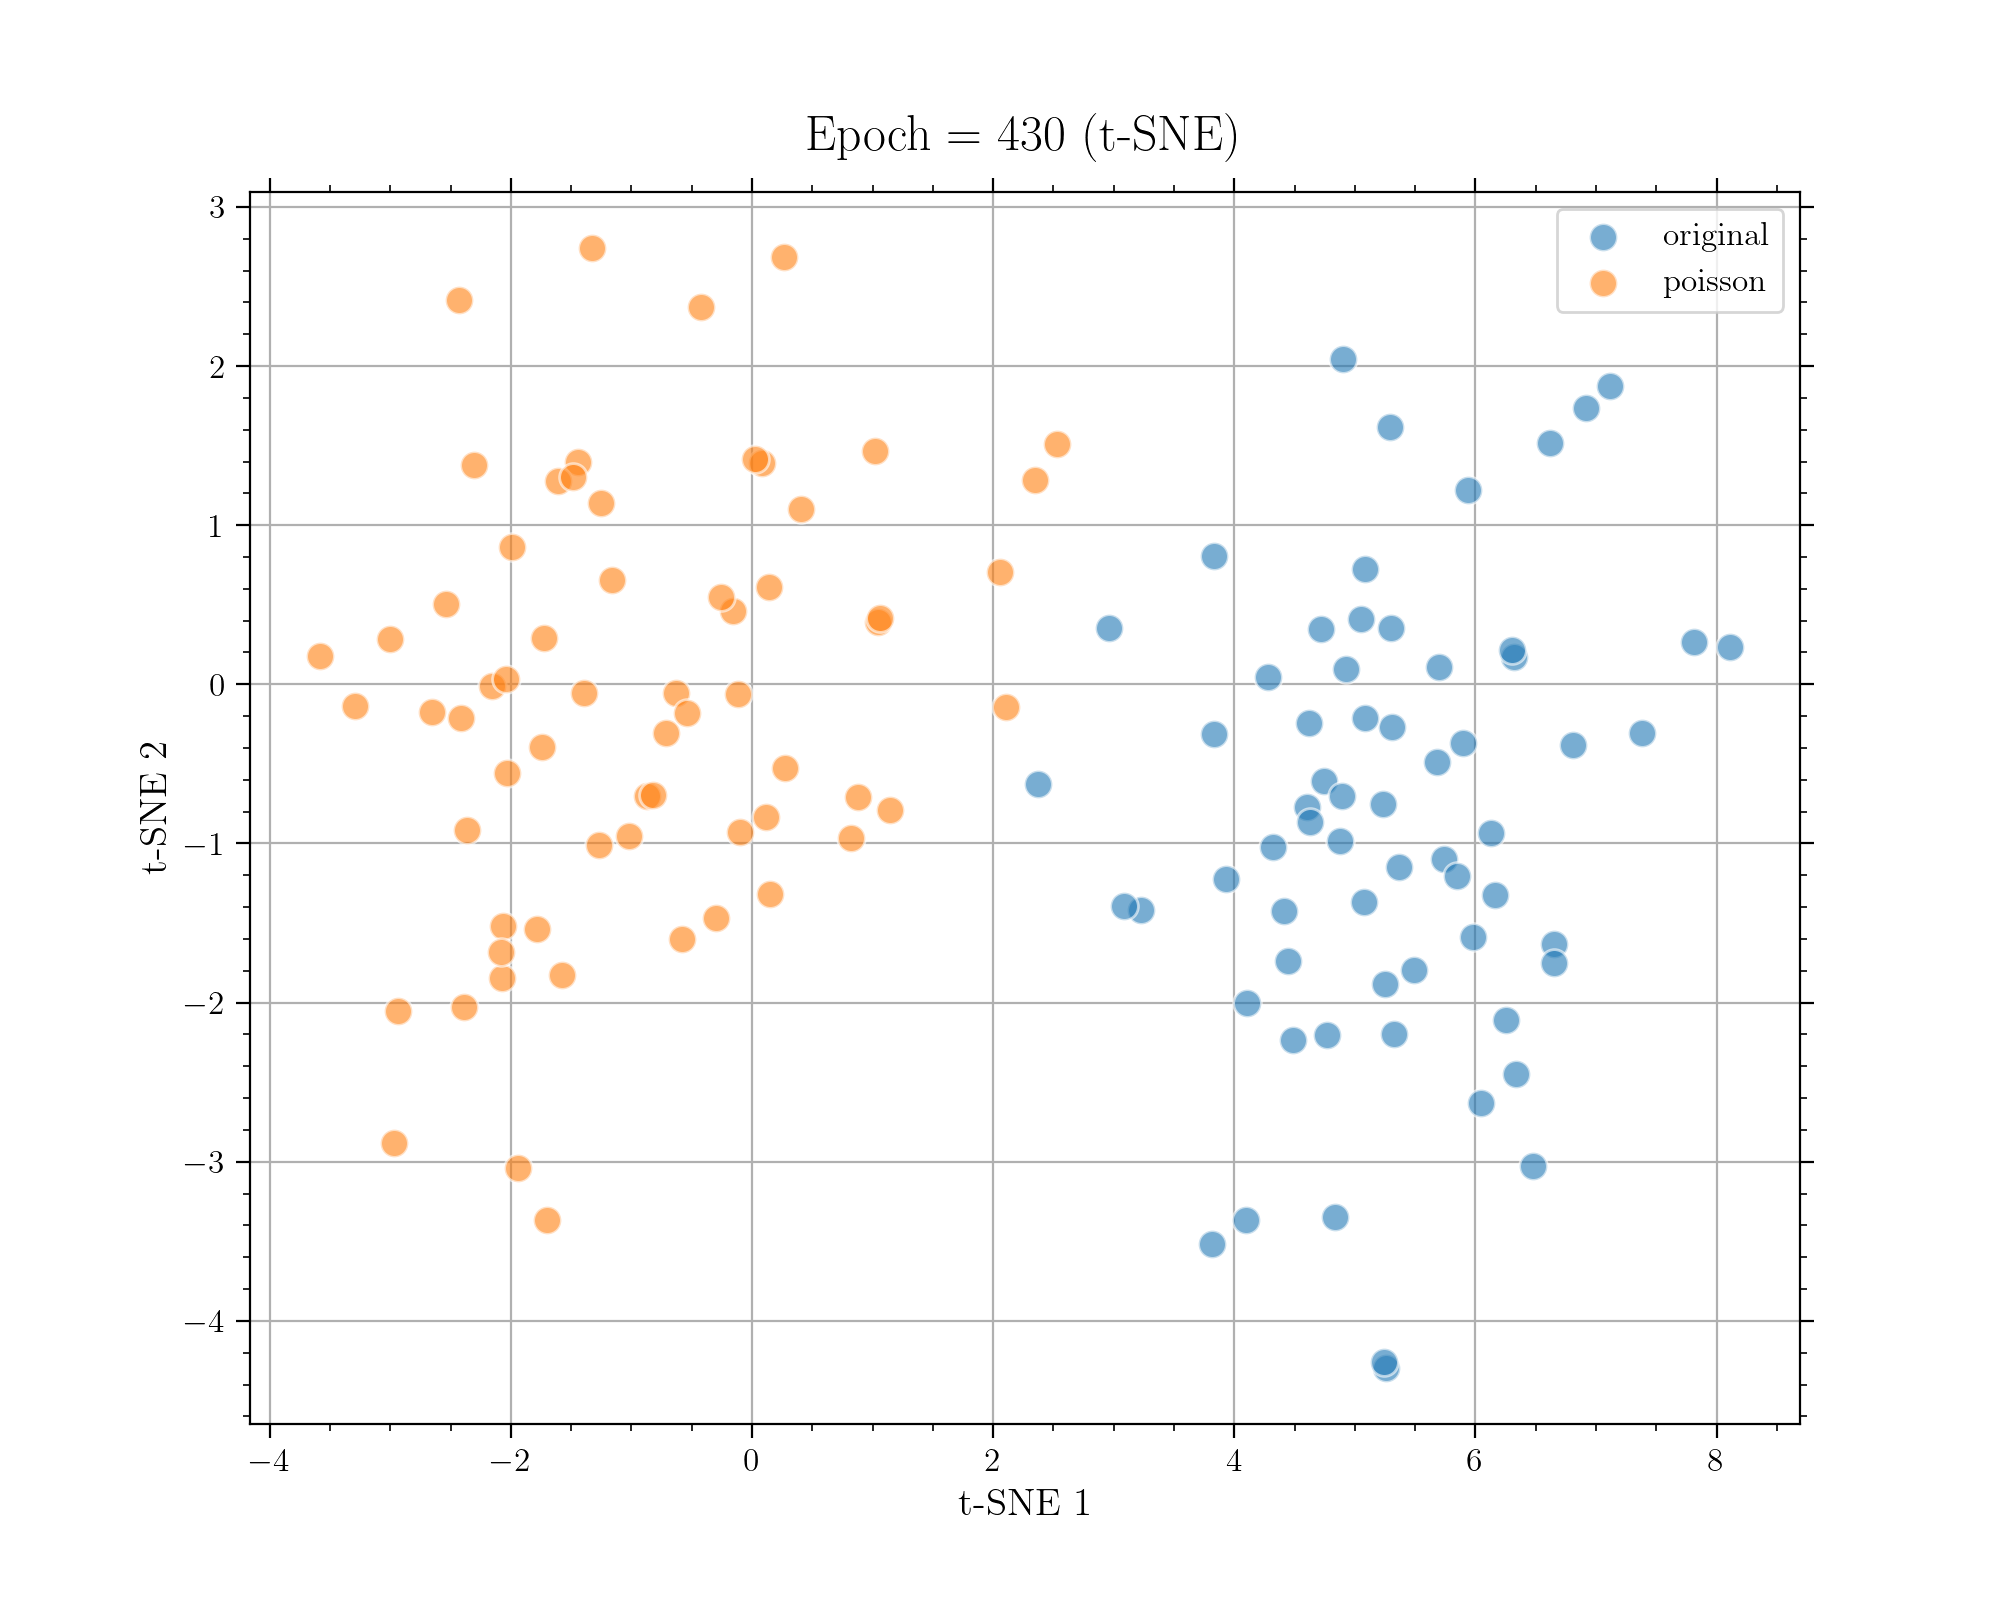 Epoch = 430 (t-SNE)
original
poisson
3
2
1
0
−1
−2
−3
−4
t-SNE 2
−4 −2 0 2 4 6 8
t-SNE 1